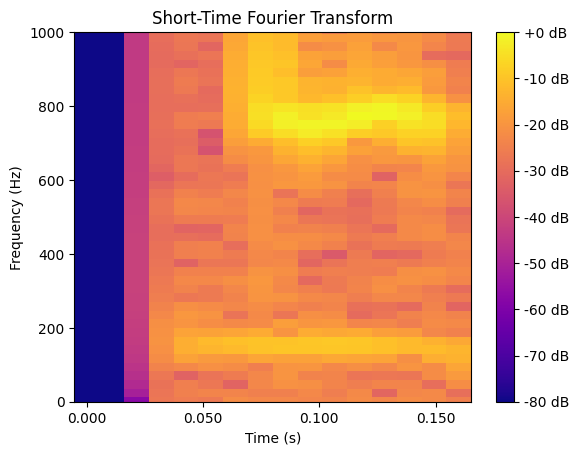 Short-Time Fourier Transform
1000
800
600
400
200
0
Frequency (Hz)
0.000
0.050
0.100
0.150
Time (s)
+0 dB
-10 dB
-20 dB
-30 dB
-40 dB
-50 dB
-60 dB
-70 dB
-80 dB